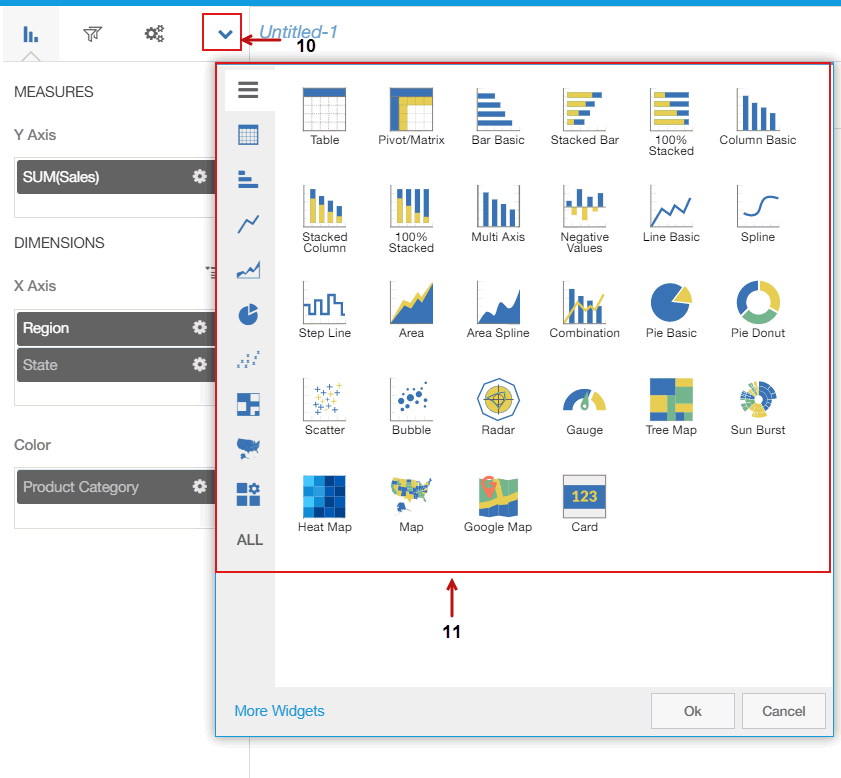 Untitled-1
10
MEASURES
Y Axis
SUM(Sales)
DIMENSIONS
X Axis
Region
State
Color
Product Category
Table
Pivot/Matrix
Bar Basic
Stacked Bar
100%
Stacked
Column Basic
Stacked
Column
100%
Stacked
Multi Axis
Negative
Values
Line Basic
Spline
Step Line
Area
Area Spline
Combination
Pie Basic
Pie Donut
Scatter
Bubble
Radar
Gauge
Tree Map
Sun Burst
Heat Map
Map
Google Map
123
Card
ALL
11
More Widgets
Ok
Cancel